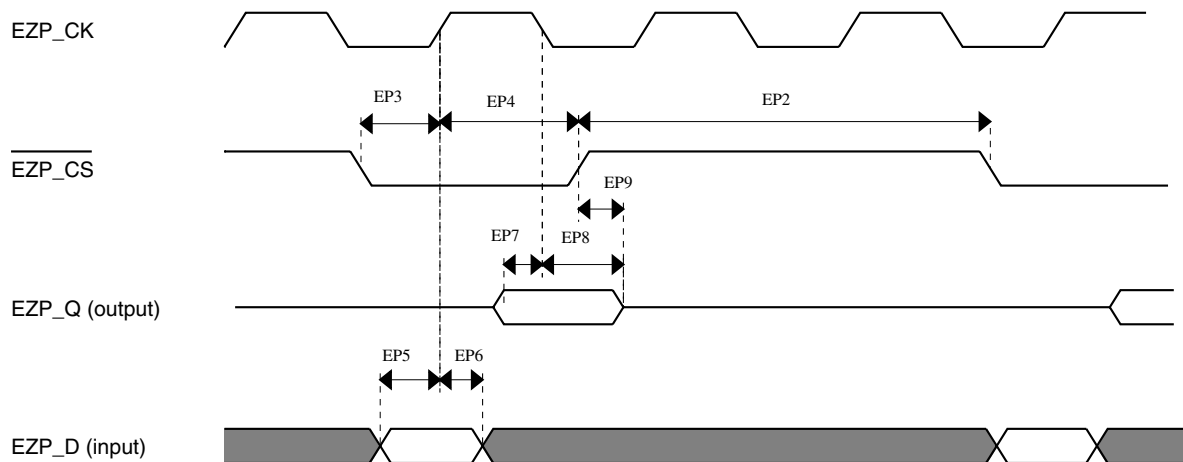 EZP_CK
EP3
EP4
EP2
EZP_CS
EP9
EP7
EP8
EZP_Q (output)
EP5
EP6
EZP_D (input)